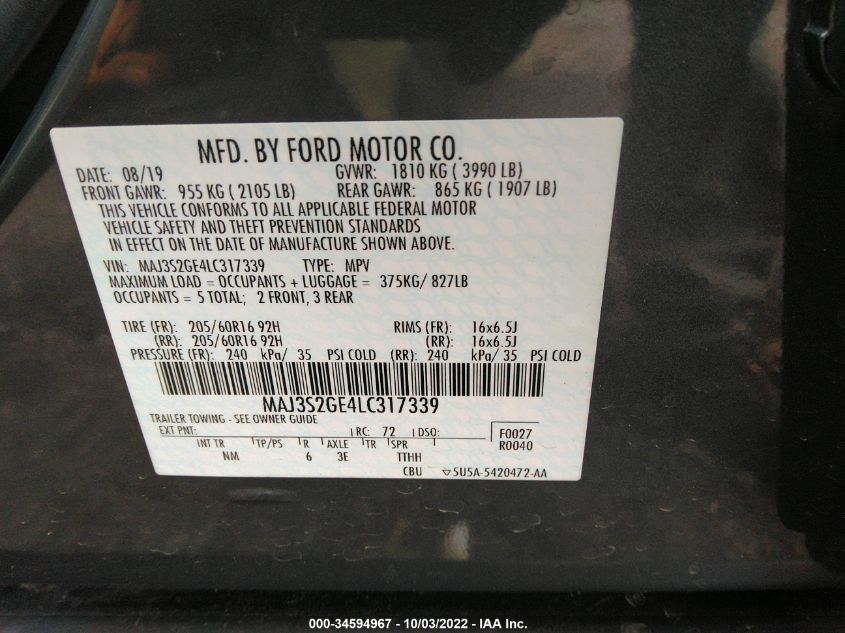 MFD. BY FORD MOTOR CO.
DATE: 08/19 GVWR: 1810 KG ( 3990 LB)
FRONT GAWR: 955 KG ( 2105 LB) REAR GAWR: 865 KG ( 1907 LB)
THIS VEHICLE CONFORMS TO ALL APPLICABLE FEDERAL MOTOR
VEHICLE SAFETY AND THEFT PREVENTION STANDARDS
IN EFFECT ON THE DATE OF MANUFACTURE SHOWN ABOVE.
VIN: MAJ3S2GE4LC317339 TYPE: MPV
MAXIMUM LOAD = OCCUPANTS + LUGGAGE = 375KG/ 827LB
OCCUPANTS = 5 TOTAL; 2 FRONT, 3 REAR
TIRE (FR): 205/60R16 92H RIMS (FR): 16x6.5J
(RR): 205/60R16 92H (RR): 16x6.5J
PRESSURE (FR): 240 kPa/ 35 PSI COLD (RR): 240 kPa/ 35 PSI COLD
MAJ3S2GE4LC317339
TRAILER TOWING - SEE OWNER GUIDE
EXT PNT: RC: 72 DSO: F0027
R0040
INT TR TP/PS R AXLE TR SPR
NM 6 3E TTHH
CBU 5U5A-5420472-AA
000-34594967 - 10/03/2022 - IAA Inc.